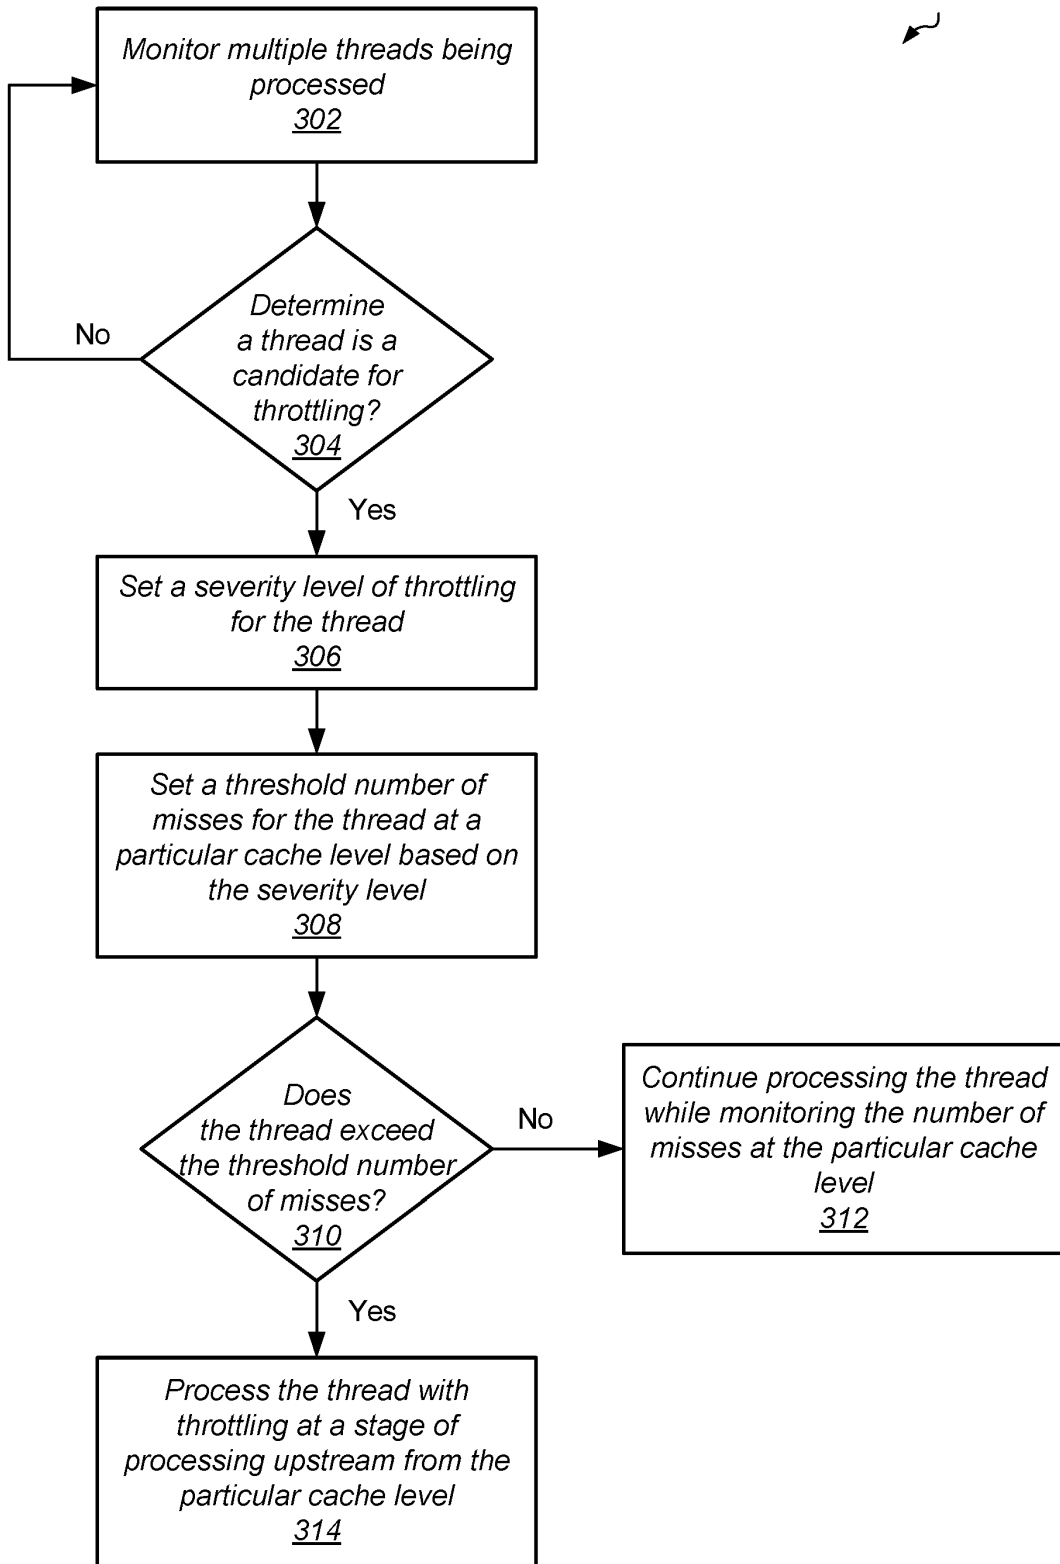 Monitor multiple threads being
processed
302
Determine
a thread is a
candidate for
throttling?
304
No
Yes
Set a severity level of throttling
for the thread
306
Set a threshold number of
misses for the thread at a
particular cache level based on
the severity level
308
Does
the thread exceed
the threshold number
of misses?
310
No
Continue processing the thread
while monitoring the number of
misses at the particular cache
level
312
Yes
Process the thread with
throttling at a stage of
processing upstream from the
particular cache level
314